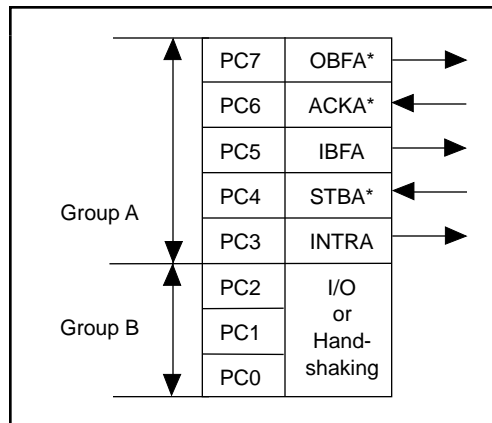 PC7 OBFA*
PC6 ACKA*
PC5 IBFA
PC4 STBA*
Group A
PC3 INTRA
PC2 I/O
or
Group B
PC1 Hand-
PC0 shaking